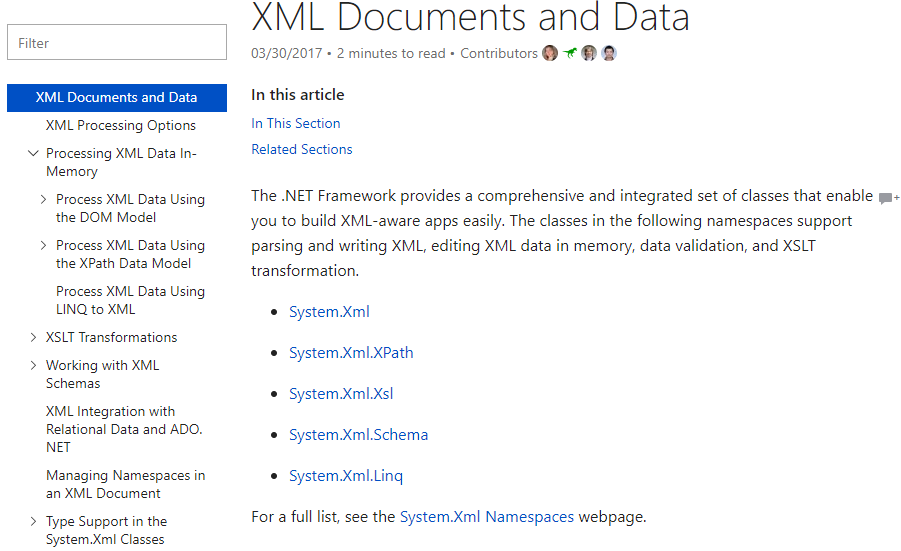 Filter
XML Documents and Data
XML Processing Options
Processing XML Data In-
Memory
Process XML Data Using
the DOM Model
Process XML Data Using
the XPath Data Model
Process XML Data Using
LINQ to XML
XSLT Transformations
Working with XML
Schemas
XML Integration with
Relational Data and ADO.
NET
Managing Namespaces in
an XML Document
Type Support in the
System.Xml Classes
XML Documents and Data
03/30/2017 • 2 minutes to read • Contributors
In this article
In This Section
Related Sections
The .NET Framework provides a comprehensive and integrated set of classes that enable
you to build XML-aware apps easily. The classes in the following namespaces support
parsing and writing XML, editing XML data in memory, data validation, and XSLT
transformation.
• System.Xml
• System.Xml.XPath
• System.Xml.Xsl
• System.Xml.Schema
• System.Xml.Linq
For a full list, see the System.Xml Namespaces webpage.